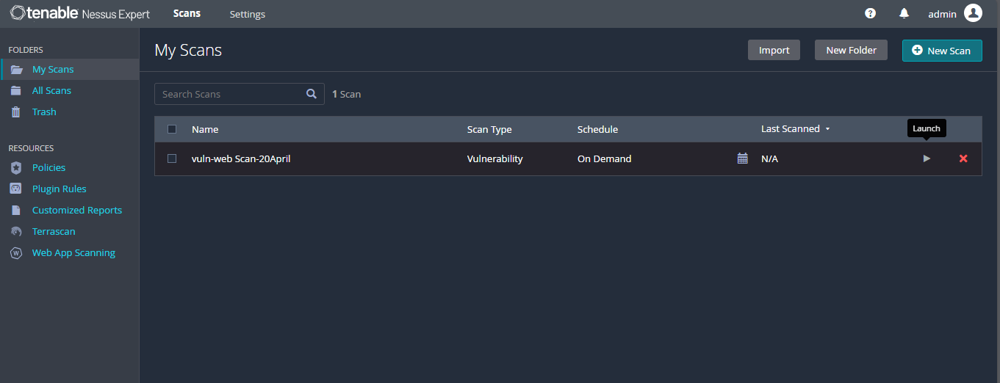 tenable Nessus Expert Scans Settings admin
FOLDERS
My Scans
All Scans
Trash
RESOURCES
Policies
Plugin Rules
Customized Reports
Terrascan
Web App Scanning
My Scans Import New Folder New Scan
Search Scans 1 Scan
Launch
Name Scan Type Schedule Last Scanned
vuln-web Scan-20April Vulnerability On Demand N/A